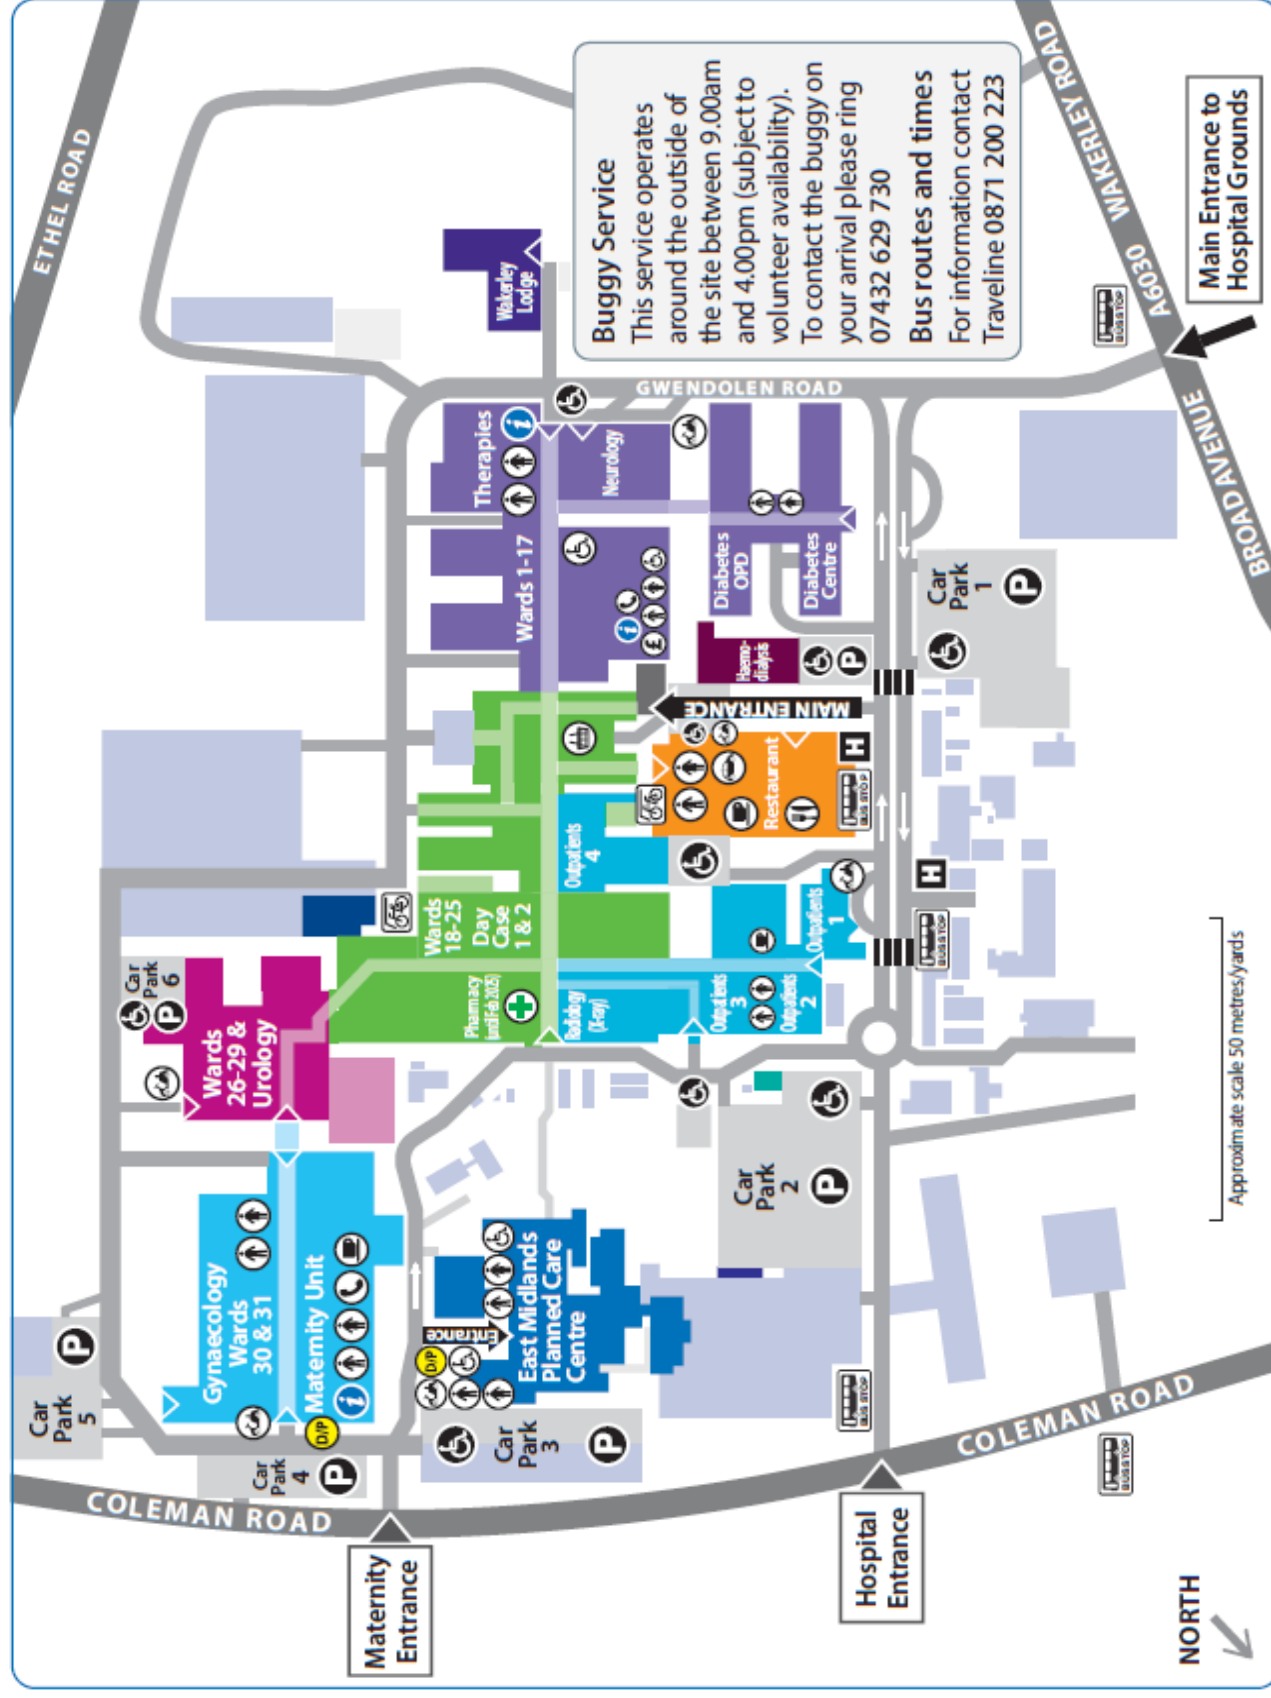 ETHEL ROAD
Wakerley
Lodge
Buggy Service
This service operates
around the outside of
the site between 9.00am
and 4.00pm (subject to
volunteer availability).
To contact the buggy on
your arrival please ring
07432 629 730
Bus routes and times
For information contact
Traveline 0871 200 223
A6030 WAKERLEY ROAD
Main Entrance to
Hospital Grounds
BROAD AVENUE
GWENDOLEN ROAD
BUS STOP
Therapies
i
Neurology
Wards 1-17
i
£
Diabetes
OPD
Diabetes
Centre
Haemo-
dialysis
P
Car
Park
1
P
MAIN ENTRANCE
Restaurant
H
BUS STOP
Outpatients
4
Wards
18-25
Day
Case
1 & 2
Pharmacy
(until Feb 2025)
Radiology
(X-ray)
Outpatients
1
Outpatients
3
Outpatients
2
H
BUS STOP
Car
Park
6
P
Wards
26-29 &
Urology
Car
Park
2
P
Gynaecology
Wards
30 & 31
Maternity Unit
i
D/P
East Midlands
Planned Care
Centre
Entrance
D/P
Car
Park
5
P
Car
Park
4
P
Car
Park
3
P
BUS STOP
BUS STOP
COLEMAN ROAD
COLEMAN ROAD
Maternity
Entrance
Hospital
Entrance
Approximate scale 50 metres/yards
NORTH